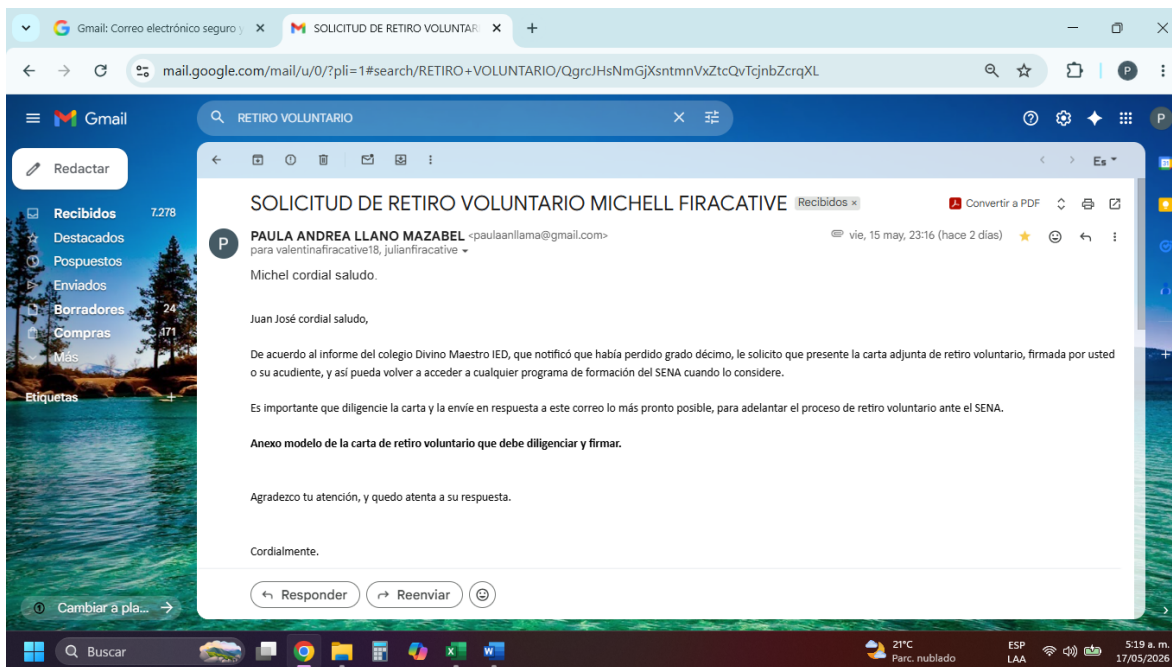 Gmail: Correo electrónico seguro y
SOLICITUD DE RETIRO VOLUNTAR
mail.google.com/mail/u/0/?pli=1#search/RETIRO+VOLUNTARIO/QgrcJHsNmGjXsntmnVxZtcQvTcjnbZcrqXL
P
Gmail
RETIRO VOLUNTARIO
P
Redactar
Es
Recibidos 7.278
Destacados
Pospuestos
Enviados
Borradores 24
Compras 171
Más
Etiquetas
Cambiar a pla...
SOLICITUD DE RETIRO VOLUNTARIO MICHELL FIRACATIVE Recibidos x
Convertir a PDF
P
PAULA ANDREA LLANO MAZABEL <paulaanllama@gmail.com>
vie, 15 may, 23:16 (hace 2 días)
para valentinafiracative18, julianfiracative
Michel cordial saludo.
Juan José cordial saludo,
De acuerdo al informe del colegio Divino Maestro IED, que notificó que había perdido grado décimo, le solicito que presente la carta adjunta de retiro voluntario, firmada por usted
o su acudiente, y así pueda volver a acceder a cualquier programa de formación del SENA cuando lo considere.
Es importante que diligencie la carta y la envíe en respuesta a este correo lo más pronto posible, para adelantar el proceso de retiro voluntario ante el SENA.
Anexo modelo de la carta de retiro voluntario que debe diligenciar y firmar.
Agradezco tu atención, y quedo atenta a su respuesta.
Cordialmente.
Responder
Reenviar
Buscar
21°C
Parc. nublado
ESP
LAA
5:19 a. m.
17/05/2026